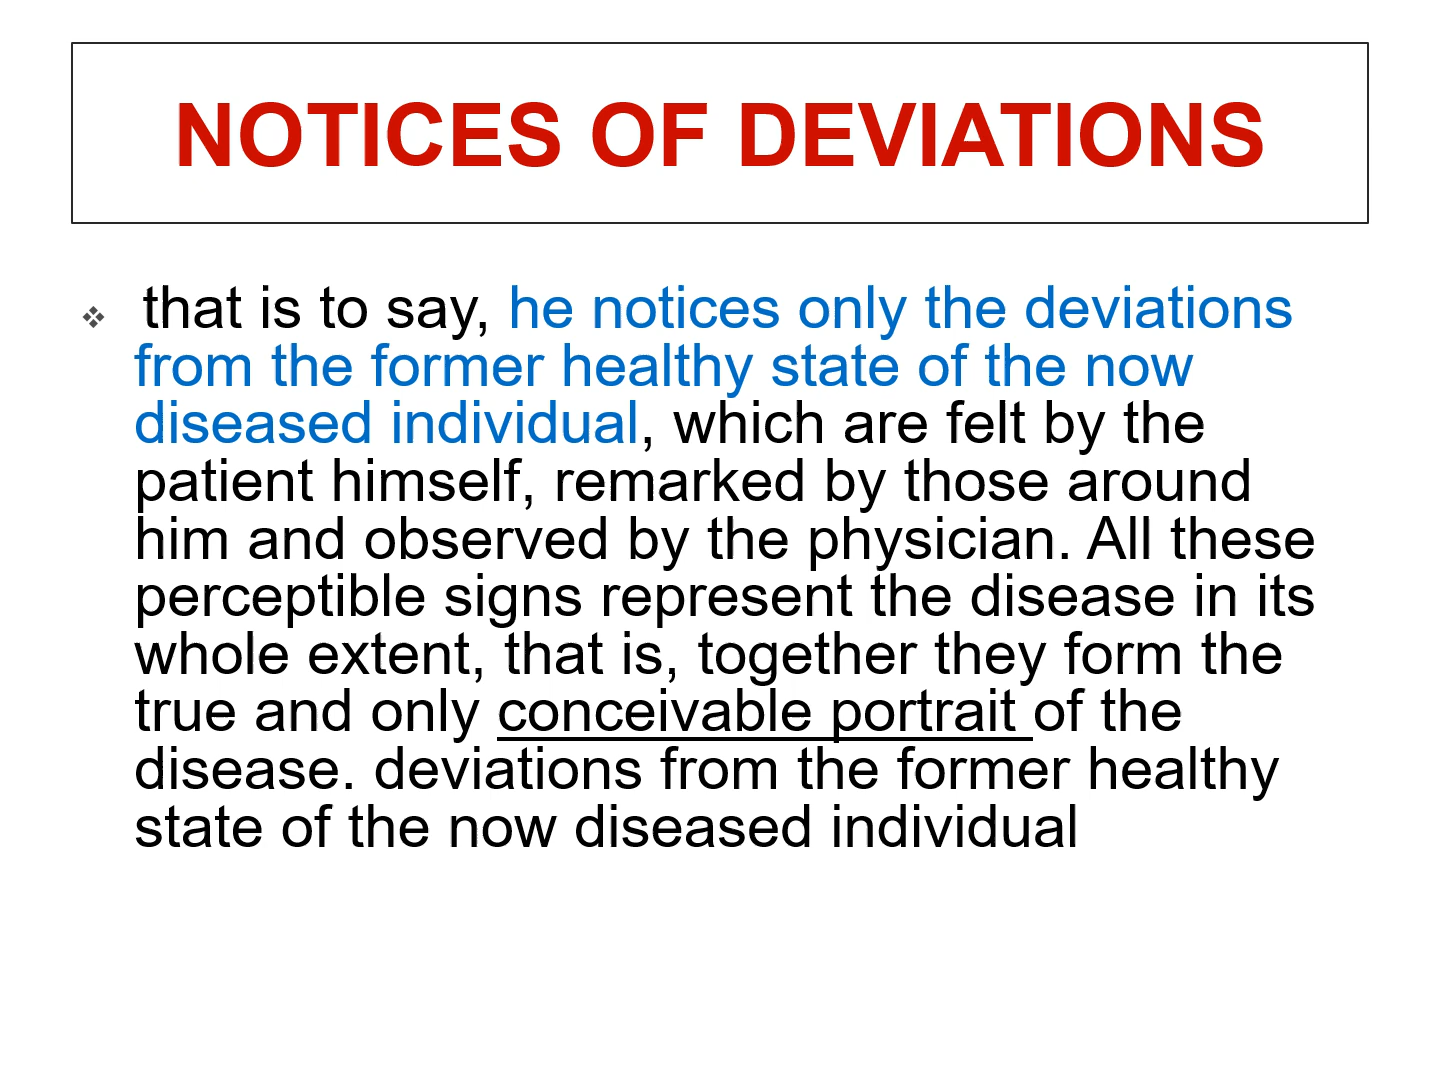 NOTICES OF DEVIATIONS
❖ that is to say, he notices only the deviations
from the former healthy state of the now
diseased individual, which are felt by the
patient himself, remarked by those around
him and observed by the physician. All these
perceptible signs represent the disease in its
whole extent, that is, together they form the
true and only conceivable portrait of the
disease. deviations from the former healthy
state of the now diseased individual